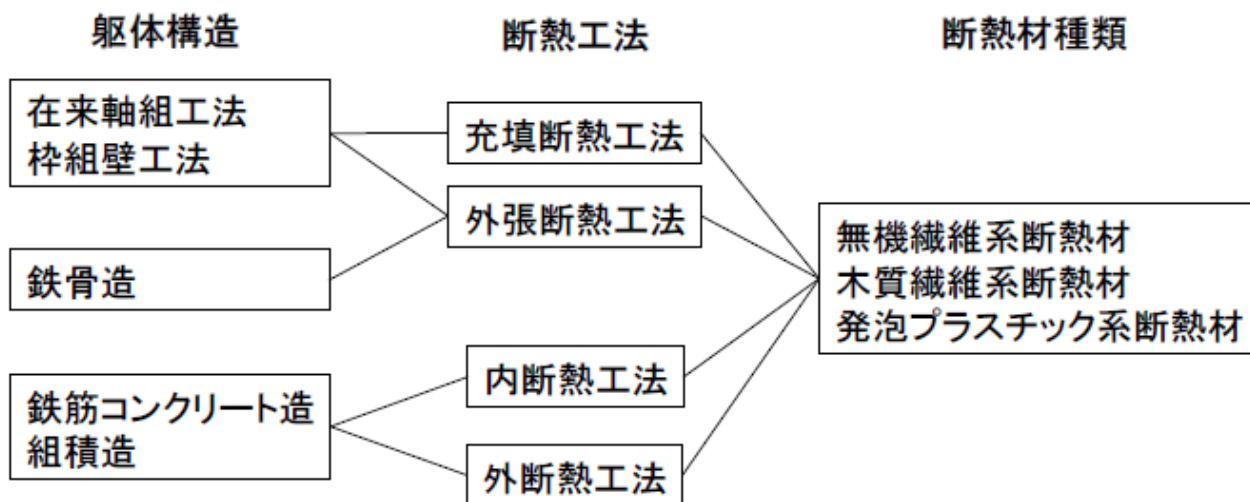 躯体構造
断熱工法
断熱材種類
在来軸組工法
枠組壁工法
鉄骨造
鉄筋コンクリート造
組積造
充填断熱工法
外張断熱工法
内断熱工法
外断熱工法
無機繊維系断熱材
木質繊維系断熱材
発泡プラスチック系断熱材